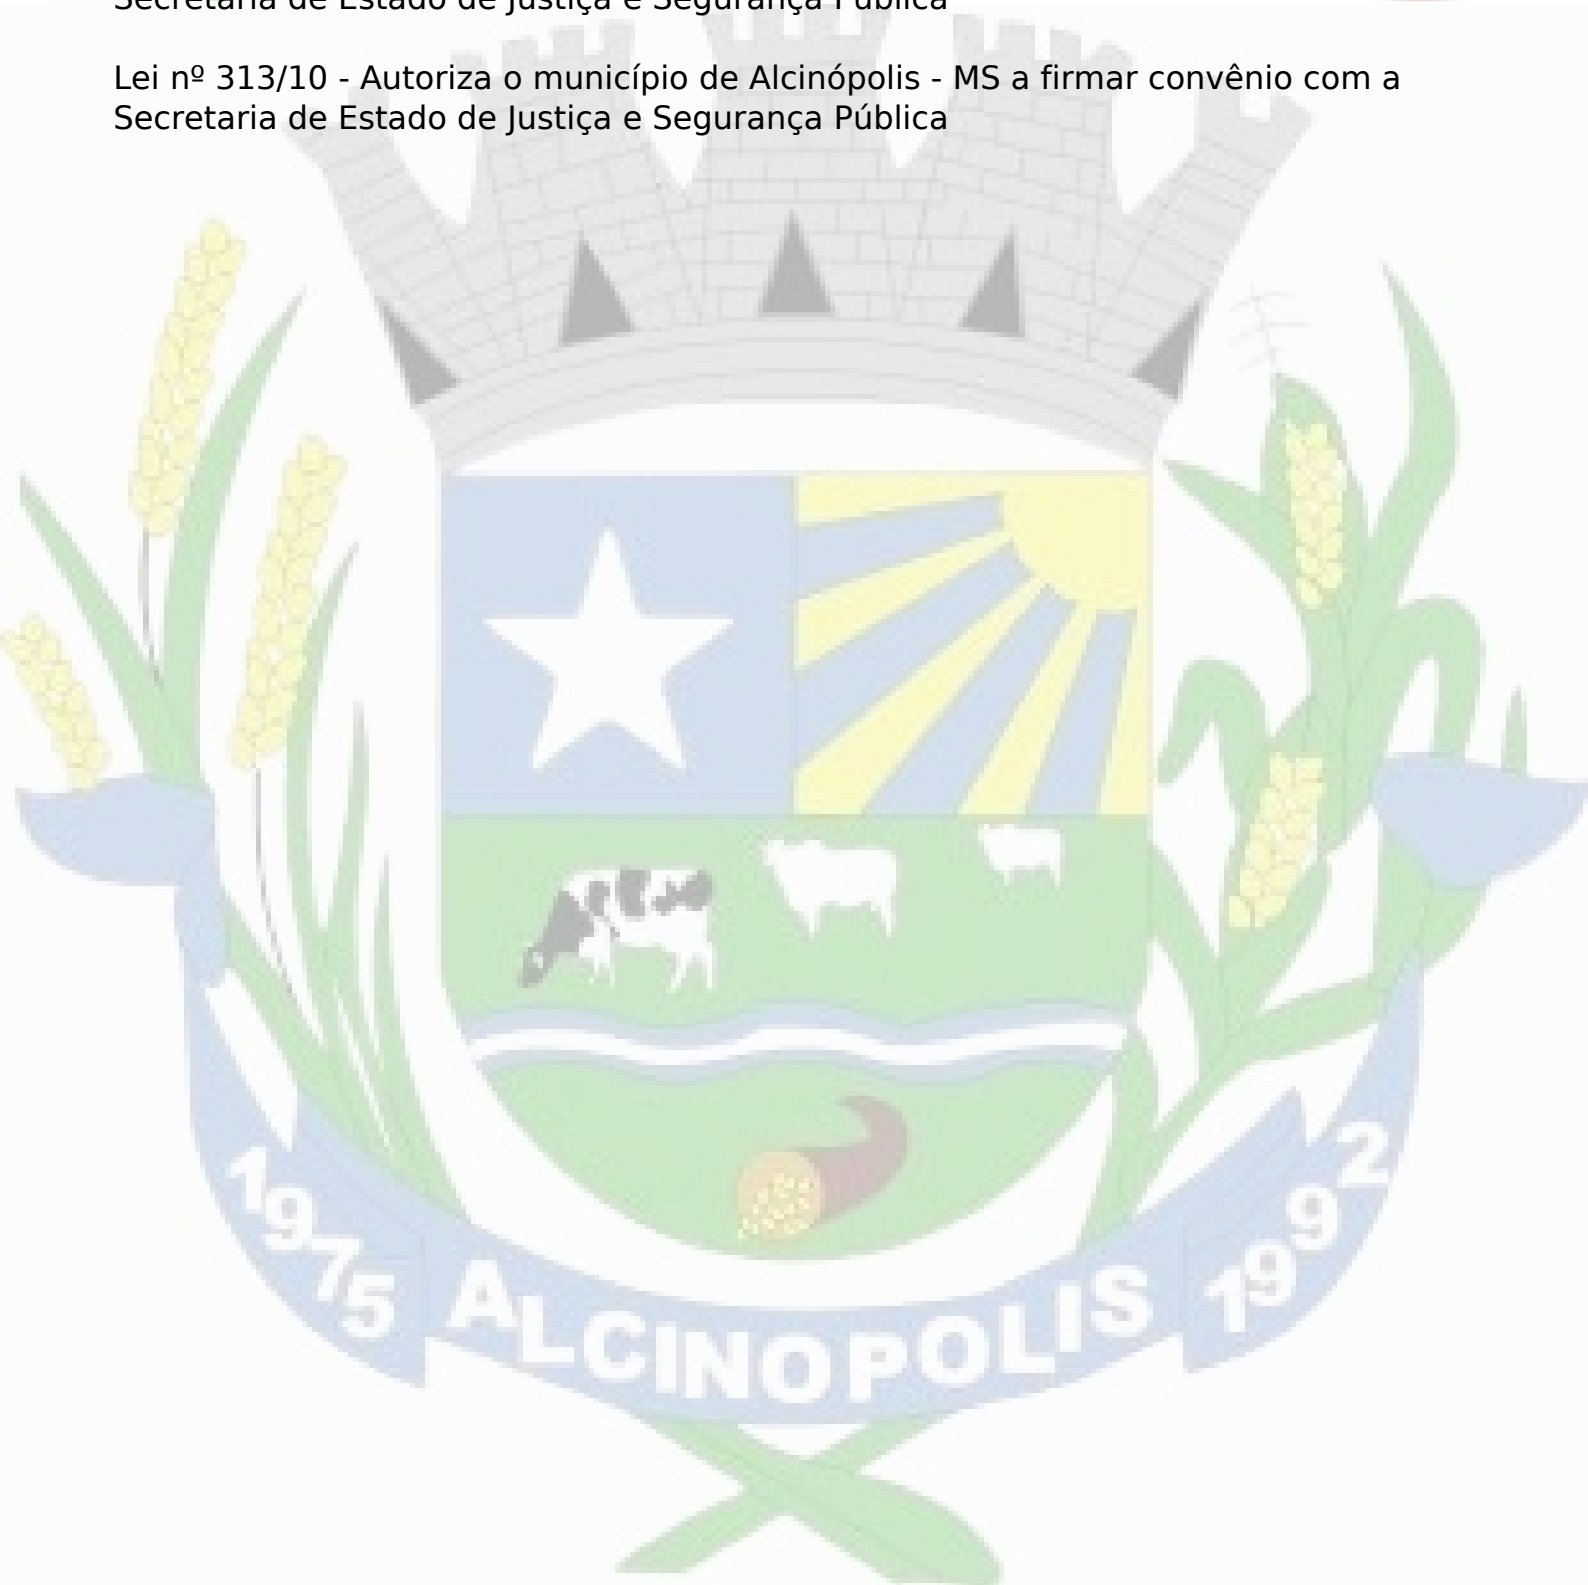 Secretaria de Estado de Justiça e Segurança Pública
Lei nº 313/10 - Autoriza o município de Alcinópolis - MS a firmar convênio com a
Secretaria de Estado de Justiça e Segurança Pública
1975
ALCINOPOLIS
1992